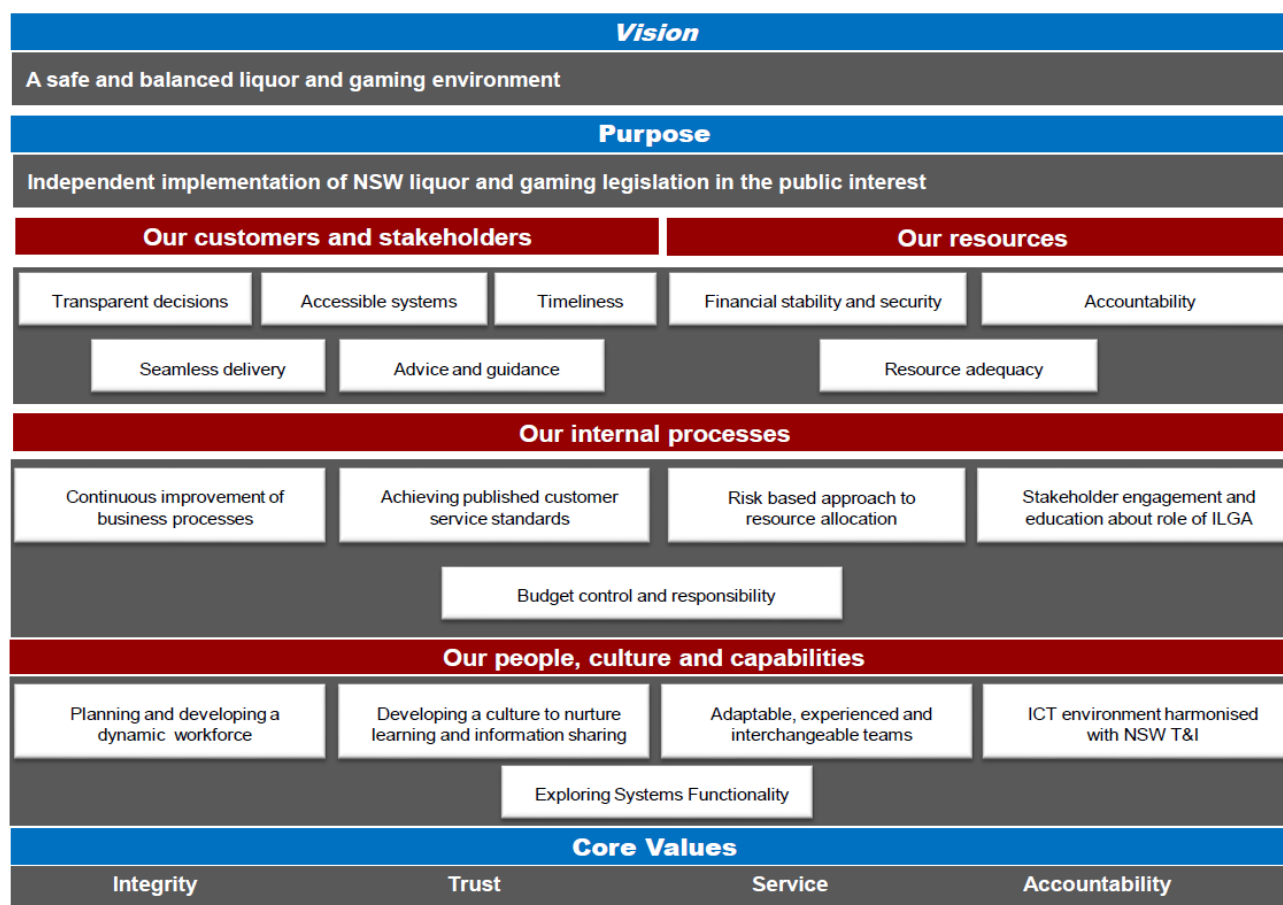 Vision
A safe and balanced liquor and gaming environment
Purpose
Independent implementation of NSW liquor and gaming legislation in the public interest
Our customers and stakeholders
Our resources
Transparent decisions
Accessible systems
Timeliness
Financial stability and security
Accountability
Seamless delivery
Advice and guidance
Resource adequacy
Our internal processes
Continuous improvement of
business processes
Achieving published customer
service standards
Risk based approach to
resource allocation
Stakeholder engagement and
education about role of ILGA
Budget control and responsibility
Our people, culture and capabilities
Planning and developing a
dynamic workforce
Developing a culture to nurture
learning and information sharing
Adaptable, experienced and
interchangeable teams
ICT environment harmonised
with NSW T&I
Exploring Systems Functionality
Core Values
Integrity
Trust
Service
Accountability